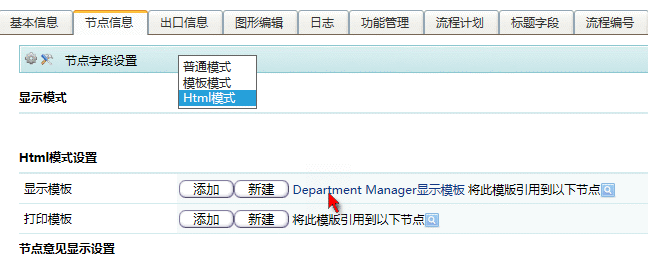 基本信息 节点信息 出口信息 图形编辑 日志 功能管理 流程计划 标题字段 流程编号
节点字段设置
普通模式
模板模式
Html模式
显示模式
Html模式设置
显示模板 添加 新建 Department Manager显示模板 将此模版引用到以下节点
打印模板 添加 新建 将此模版引用到以下节点
节点意见显示设置